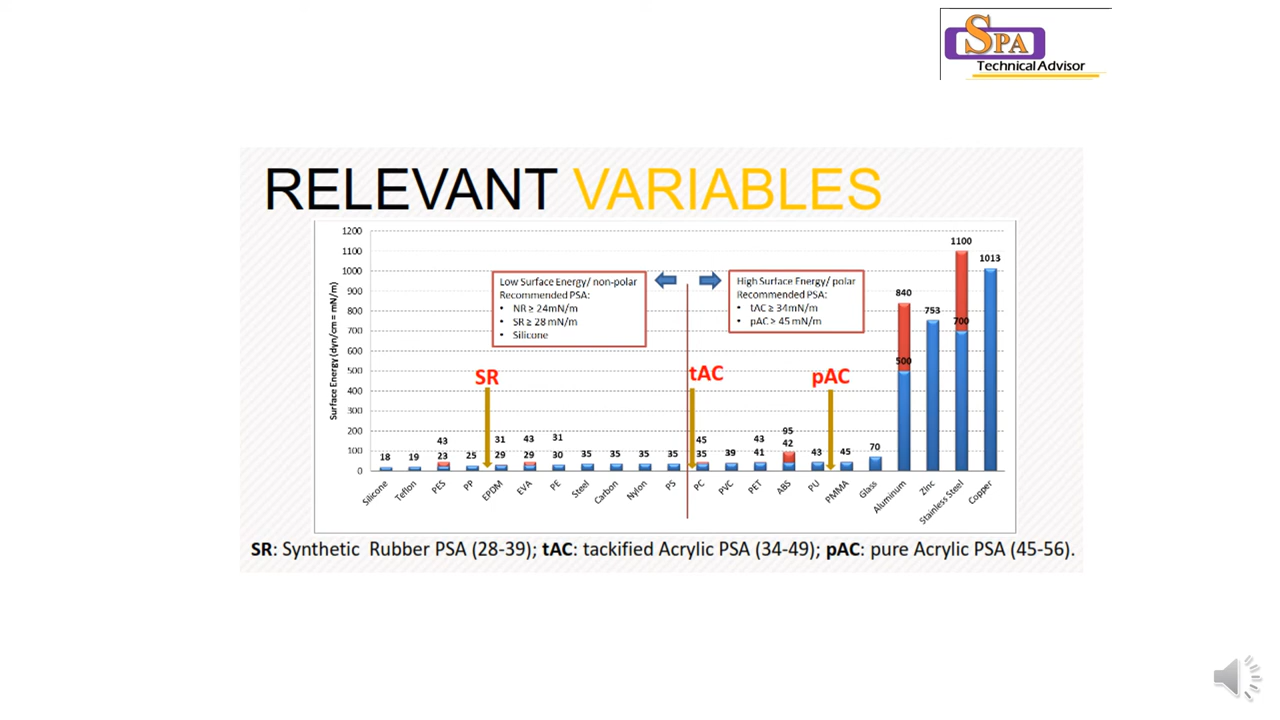 SPA
Technical Advisor
RELEVANT VARIABLES
Surface Energy (dyn/cm = mN/m)
1200
1100
1000
900
800
700
600
500
400
300
200
100
0
Low Surface Energy/ non-polar
Recommended PSA:
• NR ≥ 24mN/m
• SR ≥ 28 mN/m
• Silicone
High Surface Energy/ polar
Recommended PSA:
• tAC ≥ 34mN/m
• pAC > 45 mN/m
SR
tAC
pAC
18
19
43
23
25
31
29
43
29
31
30
35
35
35
35
45
35
39
43
41
95
42
43
45
70
840
500
753
1100
700
1013
Silicone
Teflon
PES
PP
EPDM
EVA
PE
Steel
Carbon
Nylon
PS
PC
PVC
PET
ABS
PU
PMMA
Glass
Aluminum
Zinc
Stainless Steel
Copper
SR: Synthetic Rubber PSA (28-39); tAC: tackified Acrylic PSA (34-49); pAC: pure Acrylic PSA (45-56).